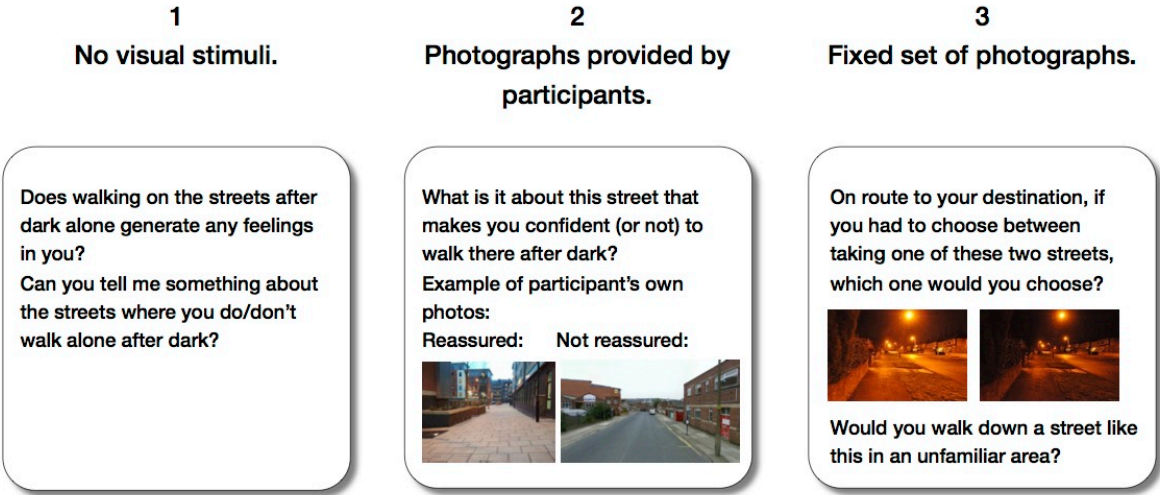 1
No visual stimuli.
2
Photographs provided by
participants.
3
Fixed set of photographs.
Does walking on the streets after
dark alone generate any feelings
in you?
Can you tell me something about
the streets where you do/don't
walk alone after dark?
What is it about this street that
makes you confident (or not) to
walk there after dark?
Example of participant's own
photos:
Reassured: Not reassured:
On route to your destination, if
you had to choose between
taking one of these two streets,
which one would you choose?
Would you walk down a street like
this in an unfamiliar area?